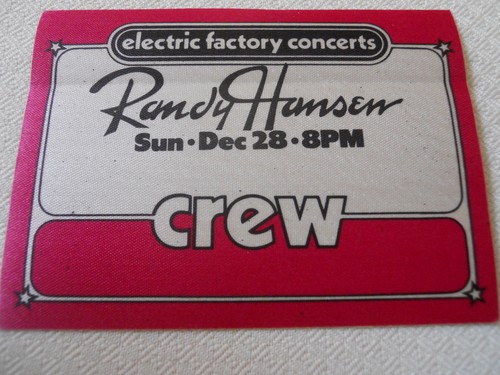 electric factory concerts
Randy Hansen
Sun • Dec 28 • 8PM
crew